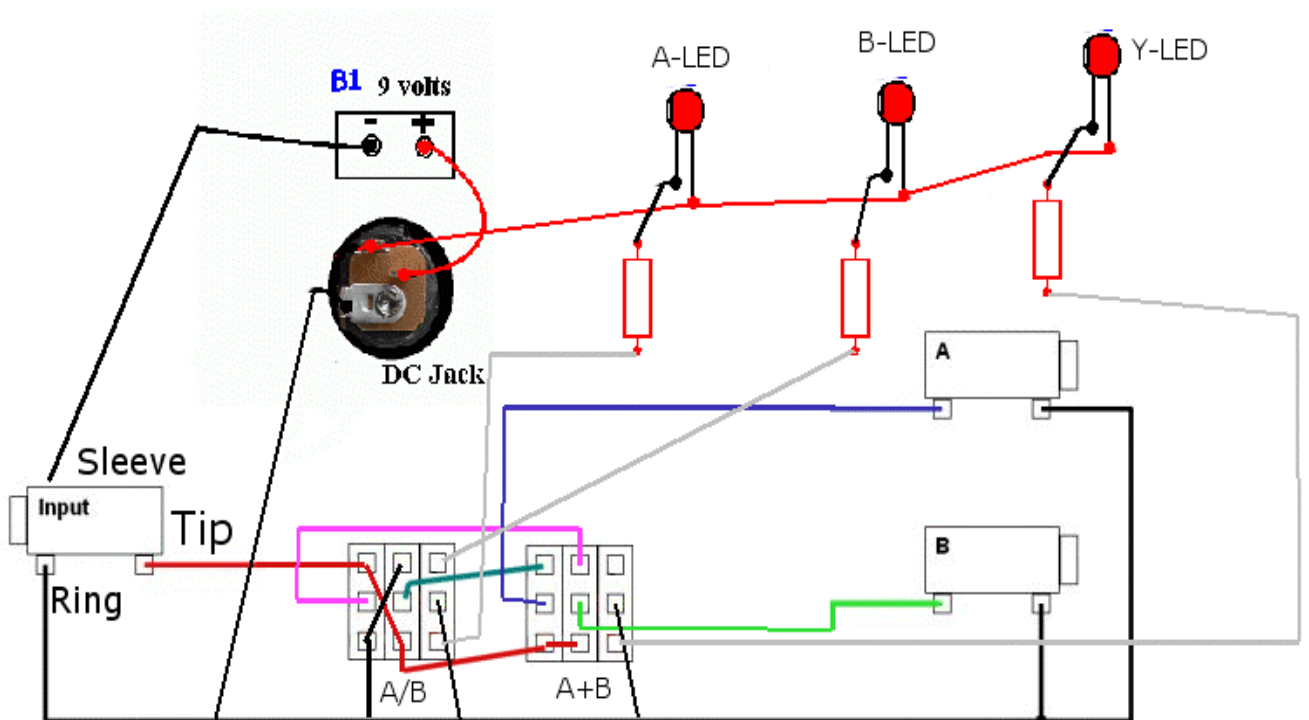 A-LED
B-LED
Y-LED
B1 9 volts
- +
DC Jack
A
Sleeve
Input
Tip
Ring
B
A/B
A+B